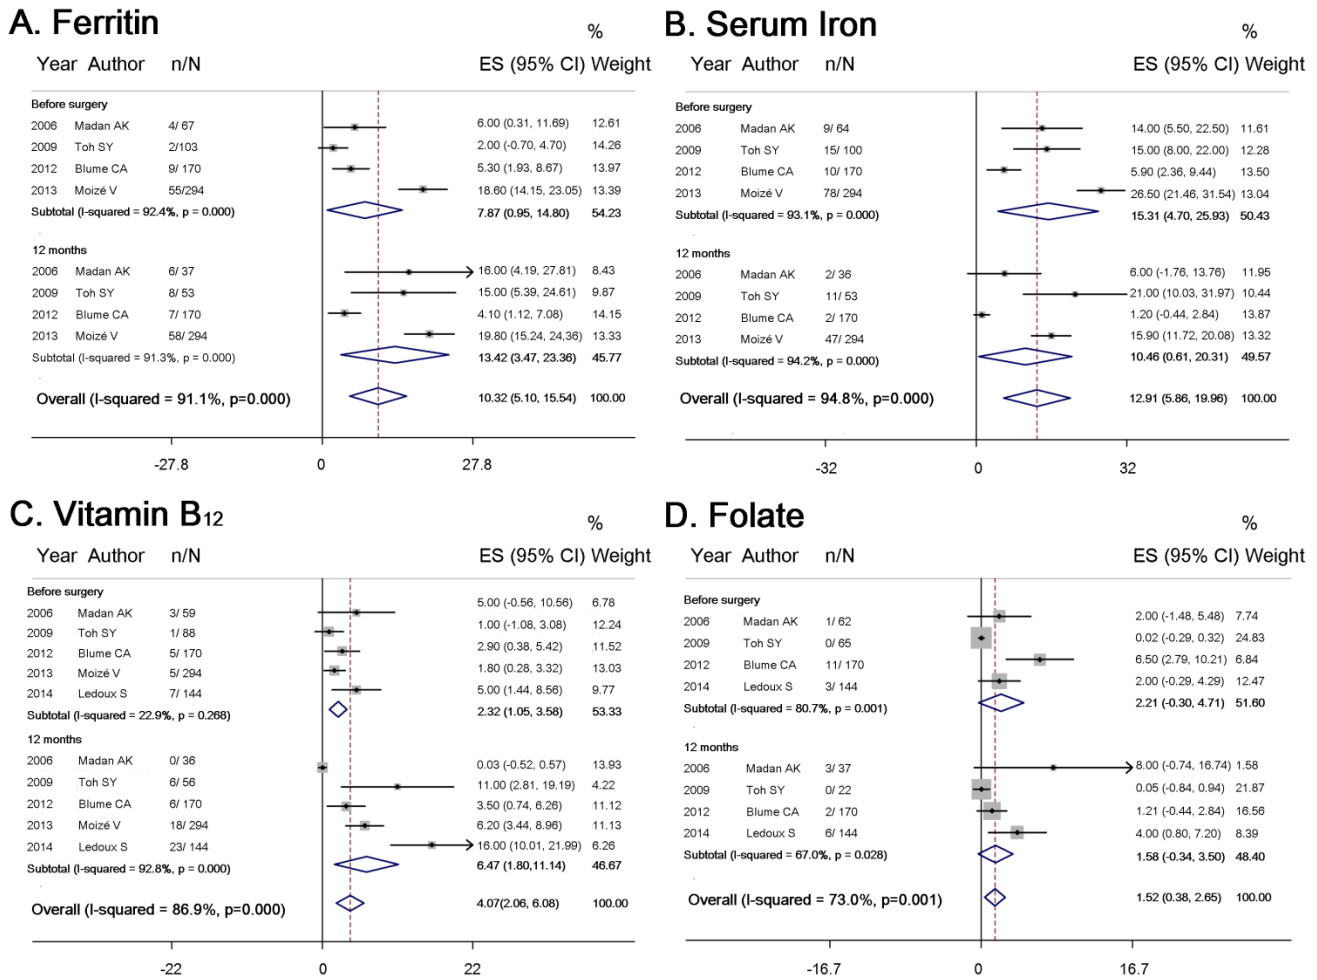 A. Ferritin
%
Year Author n/N ES (95% CI) Weight
Before surgery
2006 Madan AK 4/ 67 6.00 (0.31, 11.69) 12.61
2009 Toh SY 2/103 2.00 (-0.70, 4.70) 14.26
2012 Blume CA 9/ 170 5.30 (1.93, 8.67) 13.97
2013 Moizé V 55/294 18.60 (14.15, 23.05) 13.39
Subtotal (I-squared = 92.4%, p = 0.000) 7.87 (0.95, 14.80) 54.23
12 months
2006 Madan AK 6/ 37 16.00 (4.19, 27.81) 8.43
2009 Toh SY 8/ 53 15.00 (5.39, 24.61) 9.87
2012 Blume CA 7/ 170 4.10 (1.12, 7.08) 14.15
2013 Moizé V 58/ 294 19.80 (15.24, 24,36) 13.33
Subtotal (I-squared = 91.3%, p = 0.000) 13.42 (3.47, 23.36) 45.77
Overall (I-squared = 91.1%, p=0.000) 10.32 (5.10, 15.54) 100.00
-27.8 0 27.8
B. Serum Iron
%
Year Author n/N ES (95% CI) Weight
Before surgery
2006 Madan AK 9/ 64 14.00 (5.50, 22.50) 11.61
2009 Toh SY 15/ 100 15.00 (8.00, 22.00) 12.28
2012 Blume CA 10/ 170 5.90 (2.36, 9.44) 13.50
2013 Moizé V 78/ 294 26.50 (21.46, 31.54) 13.04
Subtotal (I-squared = 93.1%, p = 0.000) 15.31 (4.70, 25.93) 50.43
12 months
2006 Madan AK 2/ 36 6.00 (-1.76, 13.76) 11.95
2009 Toh SY 11/ 53 21.00 (10.03, 31.97) 10.44
2012 Blume CA 2/ 170 1.20 (-0.44, 2.84) 13.87
2013 Moizé V 47/ 294 15.90 (11.72, 20.08) 13.32
Subtotal (I-squared = 94.2%, p = 0.000) 10.46 (0.61, 20.31) 49.57
Overall (I-squared = 94.8%, p=0.000) 12.91 (5.86, 19.96) 100.00
-32 0 32
C. Vitamin B12
%
Year Author n/N ES (95% CI) Weight
Before surgery
2006 Madan AK 3/ 59 5.00 (-0.56, 10.56) 6.78
2009 Toh SY 1/ 88 1.00 (-1.08, 3.08) 12.24
2012 Blume CA 5/ 170 2.90 (0.38, 5.42) 11.52
2013 Moizé V 5/ 294 1.80 (0.28, 3.32) 13.03
2014 Ledoux S 7/ 144 5.00 (1.44, 8.56) 9.77
Subtotal (I-squared = 22.9%, p = 0.268) 2.32 (1.05, 3.58) 53.33
12 months
2006 Madan AK 0/ 36 0.03 (-0.52, 0.57) 13.93
2009 Toh SY 6/ 56 11.00 (2.81, 19.19) 4.22
2012 Blume CA 6/ 170 3.50 (0.74, 6.26) 11.12
2013 Moizé V 18/ 294 6.20 (3.44, 8.96) 11.13
2014 Ledoux S 23/ 144 16.00 (10.01, 21.99) 6.26
Subtotal (I-squared = 92.8%, p = 0.000) 6.47 (1.80,11.14) 46.67
Overall (I-squared = 86.9%, p=0.000) 4.07(2.06, 6.08) 100.00
-22 0 22
D. Folate
%
Year Author n/N ES (95% CI) Weight
Before surgery
2006 Madan AK 1/ 62 2.00 (-1.48, 5.48) 7.74
2009 Toh SY 0/ 65 0.02 (-0.29, 0.32) 24.83
2012 Blume CA 11/ 170 6.50 (2.79, 10.21) 6.84
2014 Ledoux S 3/ 144 2.00 (-0.29, 4.29) 12.47
Subtotal (I-squared = 80.7%, p = 0.001) 2.21 (-0.30, 4.71) 51.60
12 months
2006 Madan AK 3/ 37 8.00 (-0.74, 16.74) 1.58
2009 Toh SY 0/ 22 0.05 (-0.84, 0.94) 21.87
2012 Blume CA 2/ 170 1.21 (-0.44, 2.84) 16.56
2014 Ledoux S 6/ 144 4.00 (0.80, 7.20) 8.39
Subtotal (I-squared = 67.0%, p = 0.028) 1.58 (-0.34, 3.50) 48.40
Overall (I-squared = 73.0%, p=0.001) 1.52 (0.38, 2.65) 100.00
-16.7 0 16.7